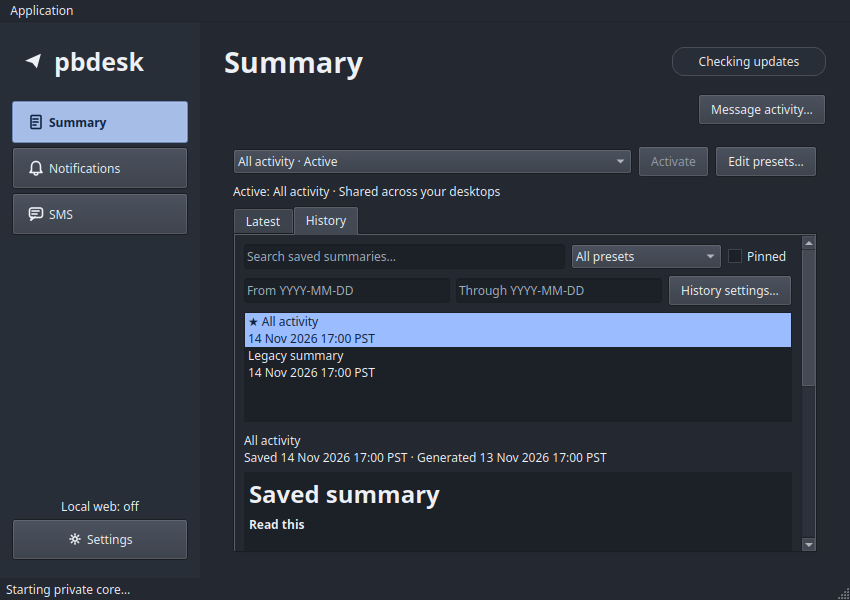 Application
pbdesk
Summary
Notifications
SMS
Local web: off
Settings
Starting private core...
Summary
Checking updates
Message activity...
All activity · Active
Activate
Edit presets...
Active: All activity · Shared across your desktops
Latest
History
Search saved summaries...
All presets
Pinned
From YYYY-MM-DD
Through YYYY-MM-DD
History settings...
★ All activity
14 Nov 2026 17:00 PST
Legacy summary
14 Nov 2026 17:00 PST
All activity
Saved 14 Nov 2026 17:00 PST · Generated 13 Nov 2026 17:00 PST
Saved summary
Read this